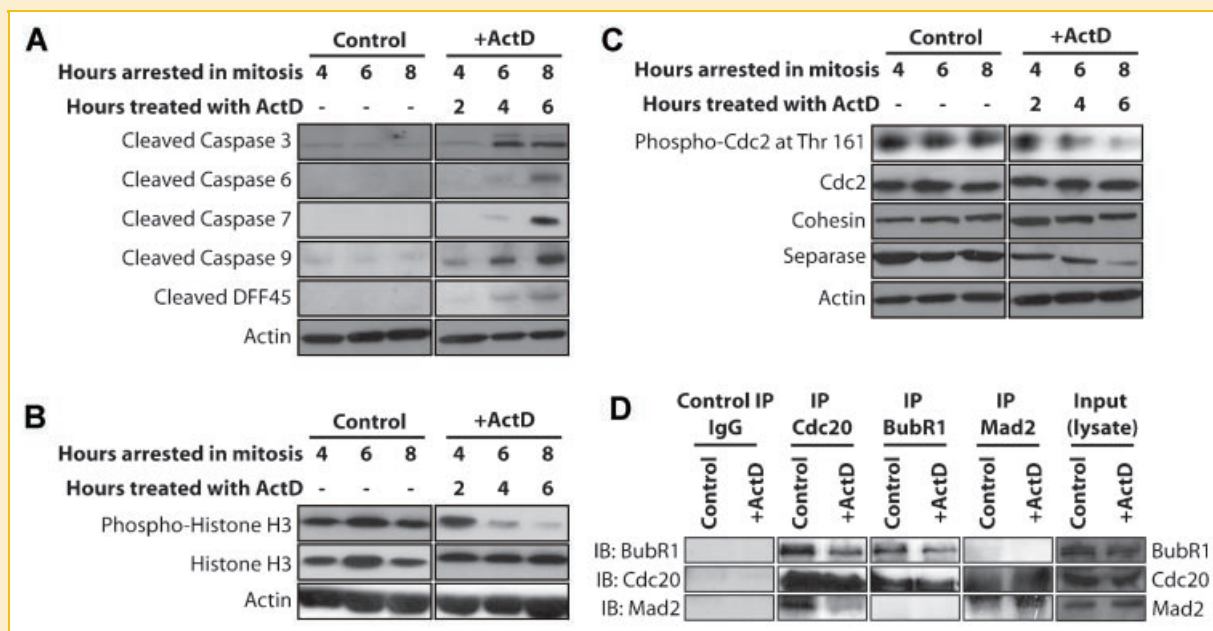 A
Control +ActD
Hours arrested in mitosis 4 6 8 4 6 8
Hours treated with ActD - - - 2 4 6
Cleaved Caspase 3
Cleaved Caspase 6
Cleaved Caspase 7
Cleaved Caspase 9
Cleaved DFF45
Actin
B
Control +ActD
Hours arrested in mitosis 4 6 8 4 6 8
Hours treated with ActD - - - 2 4 6
Phospho-Histone H3
Histone H3
Actin
C
Control +ActD
Hours arrested in mitosis 4 6 8 4 6 8
Hours treated with ActD - - - 2 4 6
Phospho-Cdc2 at Thr 161
Cdc2
Cohesin
Separase
Actin
D
Control IP IP IP IP Input
IgG Cdc20 BubR1 Mad2 (lysate)
Control +ActD Control +ActD Control +ActD Control +ActD Control +ActD
IB: BubR1 BubR1
IB: Cdc20 Cdc20
IB: Mad2 Mad2